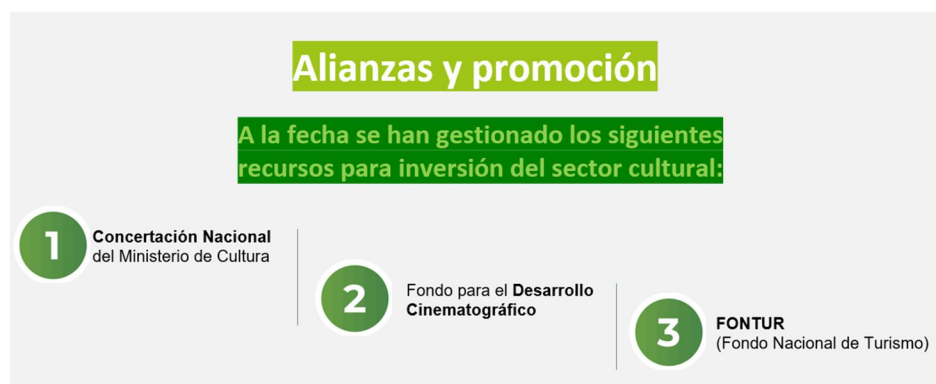 Alianzas y promoción
A la fecha se han gestionado los siguientes
recursos para inversión del sector cultural:
1
Concertación Nacional
del Ministerio de Cultura
2
Fondo para el Desarrollo
Cinematográfico
3
FONTUR
(Fondo Nacional de Turismo)